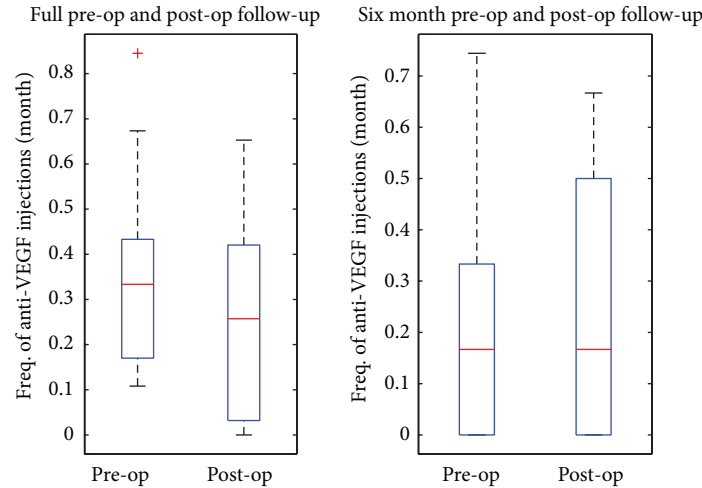 Full pre-op and post-op follow-up
Freq. of anti-VEGF injections (month)
0.8
0.7
0.6
0.5
0.4
0.3
0.2
0.1
0
Pre-op
Post-op
Six month pre-op and post-op follow-up
Freq. of anti-VEGF injections (month)
0.7
0.6
0.5
0.4
0.3
0.2
0.1
0
Pre-op
Post-op